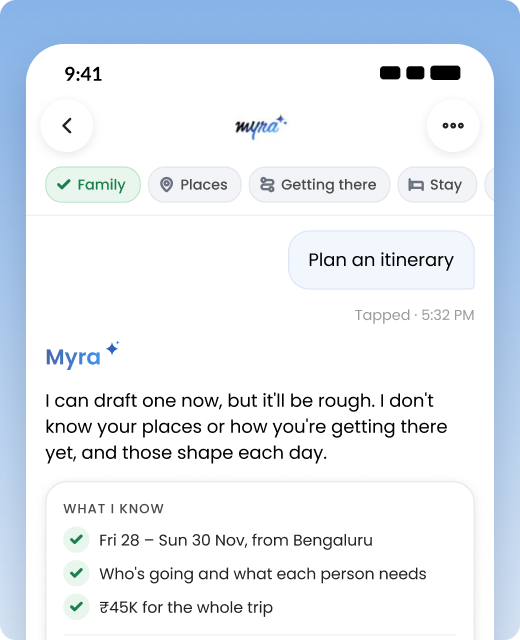 9:41
myra
Family Places Getting there Stay
Plan an itinerary
Tapped · 5:32 PM
Myra
I can draft one now, but it'll be rough. I don't
know your places or how you're getting there
yet, and those shape each day.
WHAT I KNOW
Fri 28 – Sun 30 Nov, from Bengaluru
Who's going and what each person needs
₹45K for the whole trip